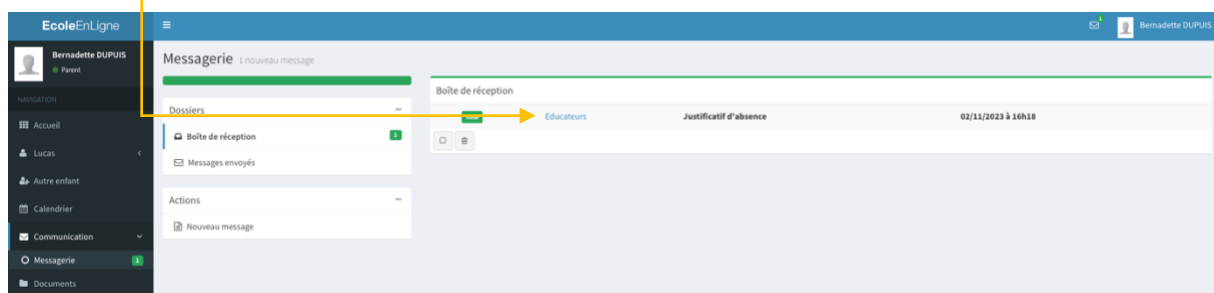 EcoleEnLigne
1
Bernadette DUPUIS
Bernadette DUPUIS
Parent
NAVIGATION
Accueil
Lucas
Autre enfant
Calendrier
Communication
Messagerie 1
Documents
Messagerie 1 nouveau message
Dossiers
Boîte de réception 1
Messages envoyés
Actions
Nouveau message
Boîte de réception
Educateurs Justificatif d'absence 02/11/2023 à 16h18